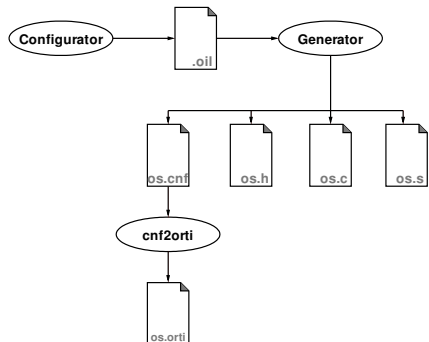 Configurator
.oil
Generator
os.cnf
os.h
os.c
os.s
cnf2orti
os.orti